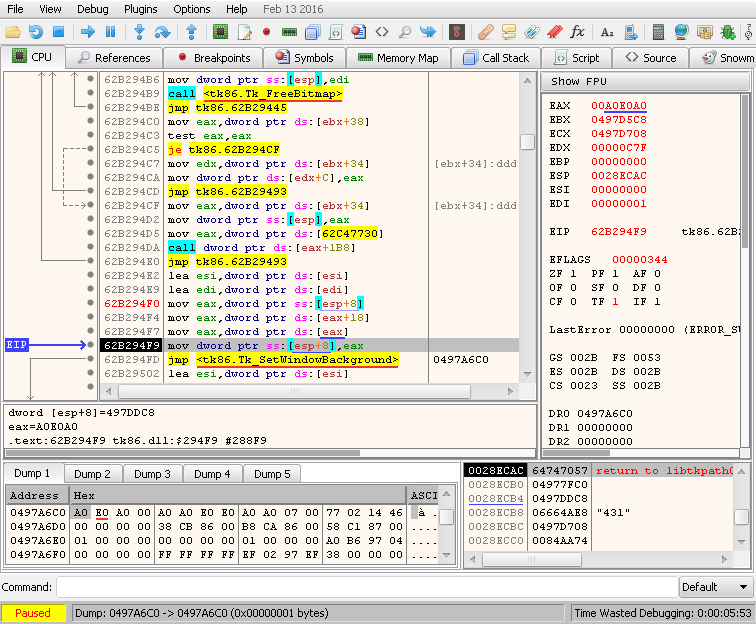 File View Debug Plugins Options Help Feb 13 2016
CPU References Breakpoints Symbols Memory Map Call Stack Script Source Snowm
62B294B6 mov dword ptr ss:[esp],edi
62B294B9 call <tk86.Tk_FreeBitmap>
62B294BE jmp tk86.62B29445
62B294C0 mov eax,dword ptr ds:[ebx+38]
62B294C3 test eax,eax
62B294C5 je tk86.62B294CF
62B294C7 mov edx,dword ptr ds:[ebx+34] [ebx+34]:ddd
62B294CA mov dword ptr ds:[edx+C],eax
62B294CD jmp tk86.62B29493
62B294CF mov eax,dword ptr ds:[ebx+34] [ebx+34]:ddd
62B294D2 mov dword ptr ss:[esp],eax
62B294D5 mov eax,dword ptr ds:[62C47730]
62B294DA call dword ptr ds:[eax+1B8]
62B294E0 jmp tk86.62B29493
62B294E2 lea esi,dword ptr ds:[esi]
62B294E9 lea edi,dword ptr ds:[edi]
62B294F0 mov eax,dword ptr ss:[esp+8]
62B294F4 mov eax,dword ptr ds:[eax+18]
62B294F7 mov eax,dword ptr ds:[eax]
EIP 62B294F9 mov dword ptr ss:[esp+8],eax
62B294FD jmp <tk86.Tk_SetWindowBackground> 0497A6C0
62B29502 lea esi,dword ptr ds:[esi]
Show FPU
EAX 00A0E0A0
EBX 0497D5C8
ECX 0497D708
EDX 00000C7F
EBP 00000000
ESP 0028ECAC
ESI 00000000
EDI 00000001
EIP 62B294F9 tk86.62B
EFLAGS 00000344
ZF 1 PF 1 AF 0
OF 0 SF 0 DF 0
CF 0 TF 1 IF 1
LastError 00000000 (ERROR_SU
GS 002B FS 0053
ES 002B DS 002B
CS 0023 SS 002B
DR0 0497A6C0
DR1 00000000
DR2 00000000
dword [esp+8]=497DDC8
eax=A0E0A0
.text:62B294F9 tk86.dll:$294F9 #288F9
Dump 1 Dump 2 Dump 3 Dump 4 Dump 5
Address Hex ASCI
0497A6C0 A0 E0 A0 00 A0 A0 E0 E0 A0 A0 07 00 77 02 14 46 à
0497A6D0 00 00 00 00 38 CB 86 00 B8 CA 86 00 58 C1 87 00 ....
0497A6E0 01 00 00 00 00 00 00 00 01 00 00 00 A0 B6 97 04 ....
0497A6F0 00 00 00 00 FF FF FF FF EF 02 97 EF 38 00 00 00 ....
0028ECAC 64747057 return to libtkpath0
0028ECB0 04977FC0
0028ECB4 0497DDC8
0028ECB8 06664AE8 "431"
0028ECBC 0497D708
0028ECC0 0084AA74
Command: Default
Paused Dump: 0497A6C0 -> 0497A6C0 (0x00000001 bytes) Time Wasted Debugging: 0:00:05:53